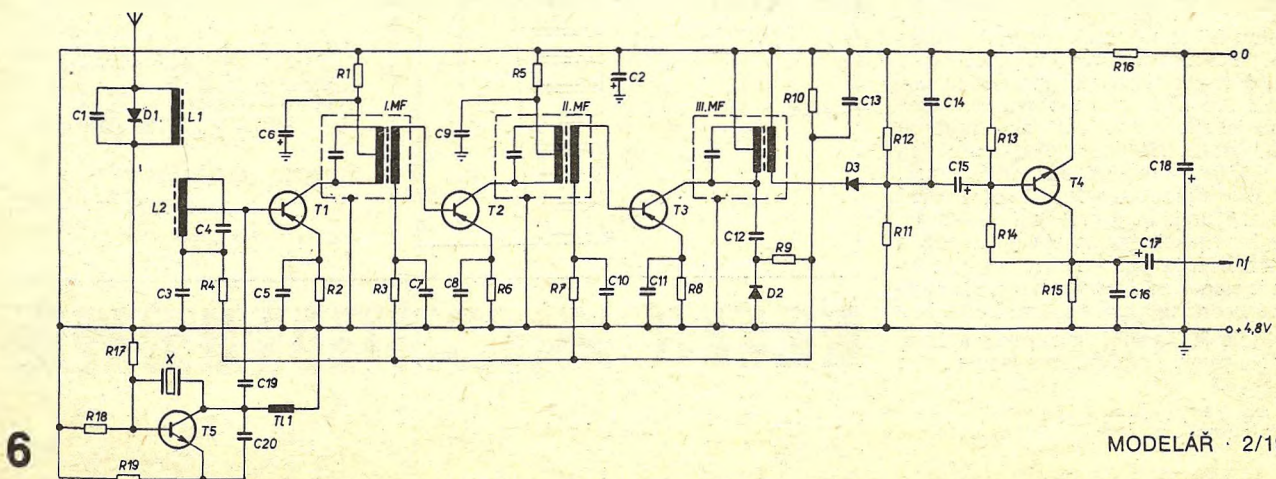 R1
R5
C2
0
R16
C1
D1.
L1
C6
+
I.MF
C9
II.MF
III.MF
R10
C13
C14
R12
R13
C15
+
T4
C18
+
L2
C4
T1
T2
T3
D3
R11
R14
C12
R9
C17
+
nf
C3
R4
C5
R2
R3
C7
C8
R6
R7
C10
C11
R8
D2
R15
C16
+4,8V
R17
X
C19
Tl.1
R18
T5
C20
R19
6
MODELÁŘ · 2/19